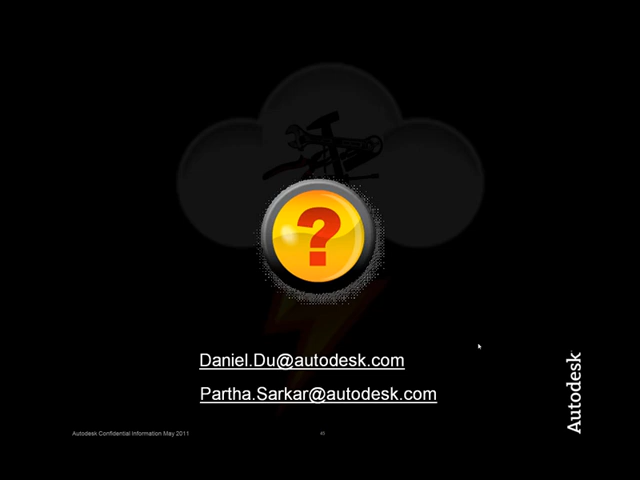 ?
Daniel.Du@autodesk.com
Partha.Sarkar@autodesk.com
Autodesk
Autodesk Confidential Information May 2011